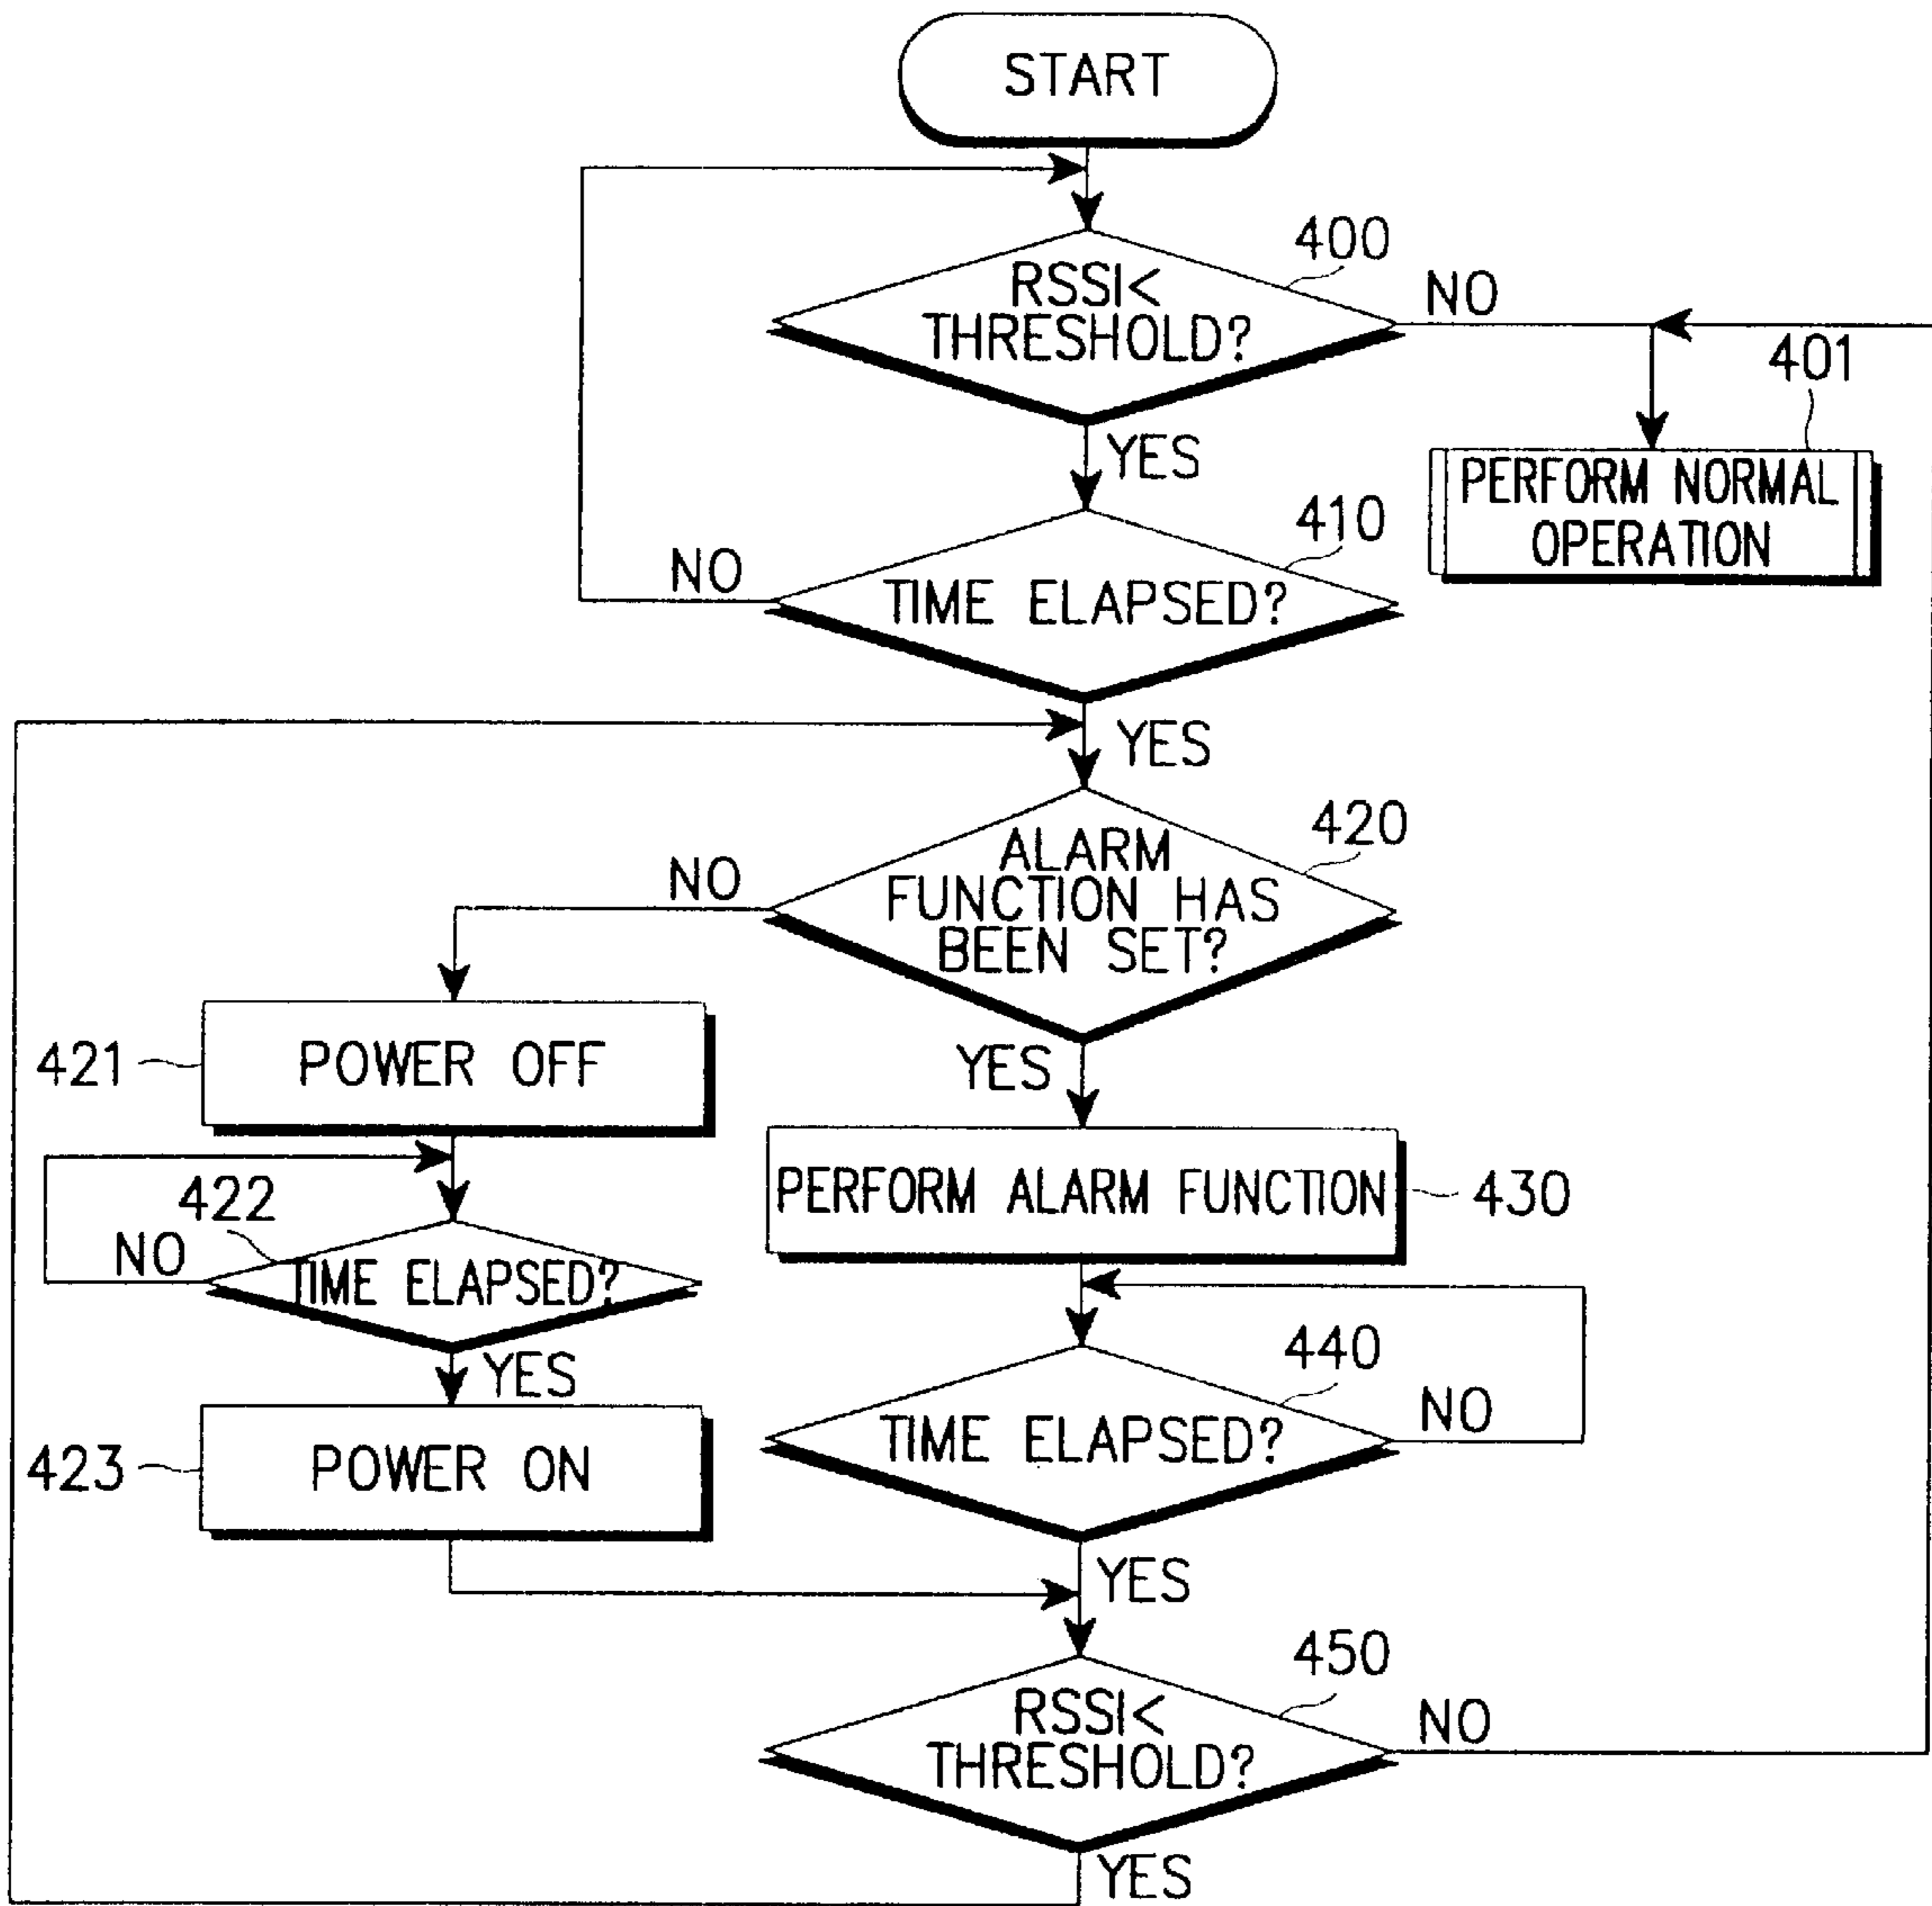 START
400
RSSI<
THRESHOLD?
NO
401
YES
PERFORM NORMAL
OPERATION
410
NO
TIME ELAPSED?
YES
420
ALARM
FUNCTION HAS
BEEN SET?
NO
421
POWER OFF
YES
PERFORM ALARM FUNCTION
430
422
NO
TIME ELAPSED?
YES
440
TIME ELAPSED?
NO
423
POWER ON
YES
450
RSSI<
THRESHOLD?
NO
YES